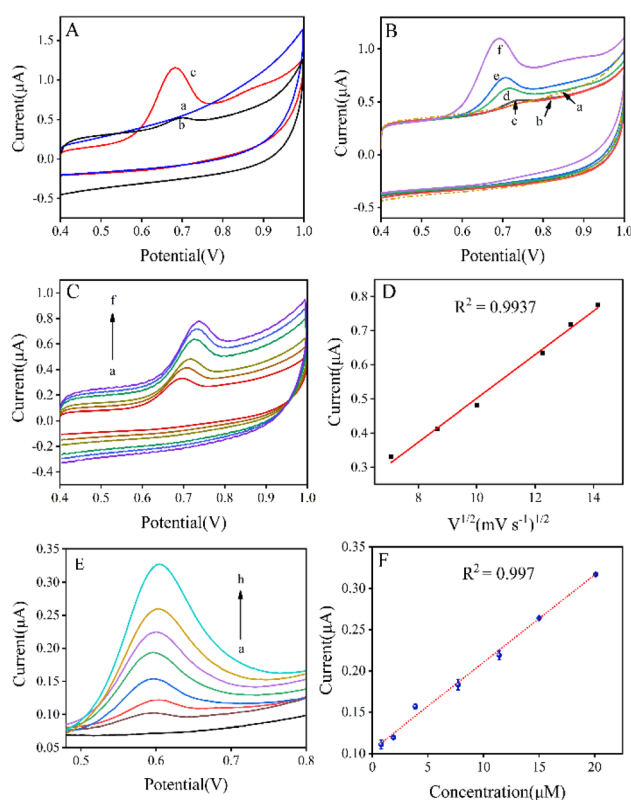 A
c
a
b
Current(μA)
1.5
1.0
0.5
0.0
-0.5
0.4 0.5 0.6 0.7 0.8 0.9 1.0
Potential(V)
B
f
e
d
c
b
a
Current(μA)
1.0
0.5
0.0
-0.5
0.4 0.5 0.6 0.7 0.8 0.9 1.0
Potential(V)
C
f
a
Current(μA)
1.0
0.8
0.6
0.4
0.2
0.0
-0.2
-0.4
0.4 0.5 0.6 0.7 0.8 0.9 1.0
Potential(V)
D
R² = 0.9937
Current(μA)
0.8
0.7
0.6
0.5
0.4
0.3
8 10 12 14
V^1/2(mV s⁻¹)^1/2
E
h
a
Current(μA)
0.35
0.30
0.25
0.20
0.15
0.10
0.05
0.5 0.6 0.7 0.8
Potential(V)
F
R² = 0.997
Current(μA)
0.35
0.30
0.25
0.20
0.15
0.10
0 5 10 15 20
Concentration(μM)